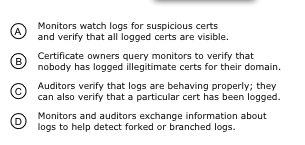 A Monitors watch logs for suspicious certs
and verify that all logged certs are visible.
B Certificate owners query monitors to verify that
nobody has logged illegitimate certs for their domain.
C Auditors verify that logs are behaving properly; they
can also verify that a particular cert has been logged.
D Monitors and auditors exchange information about
logs to help detect forked or branched logs.